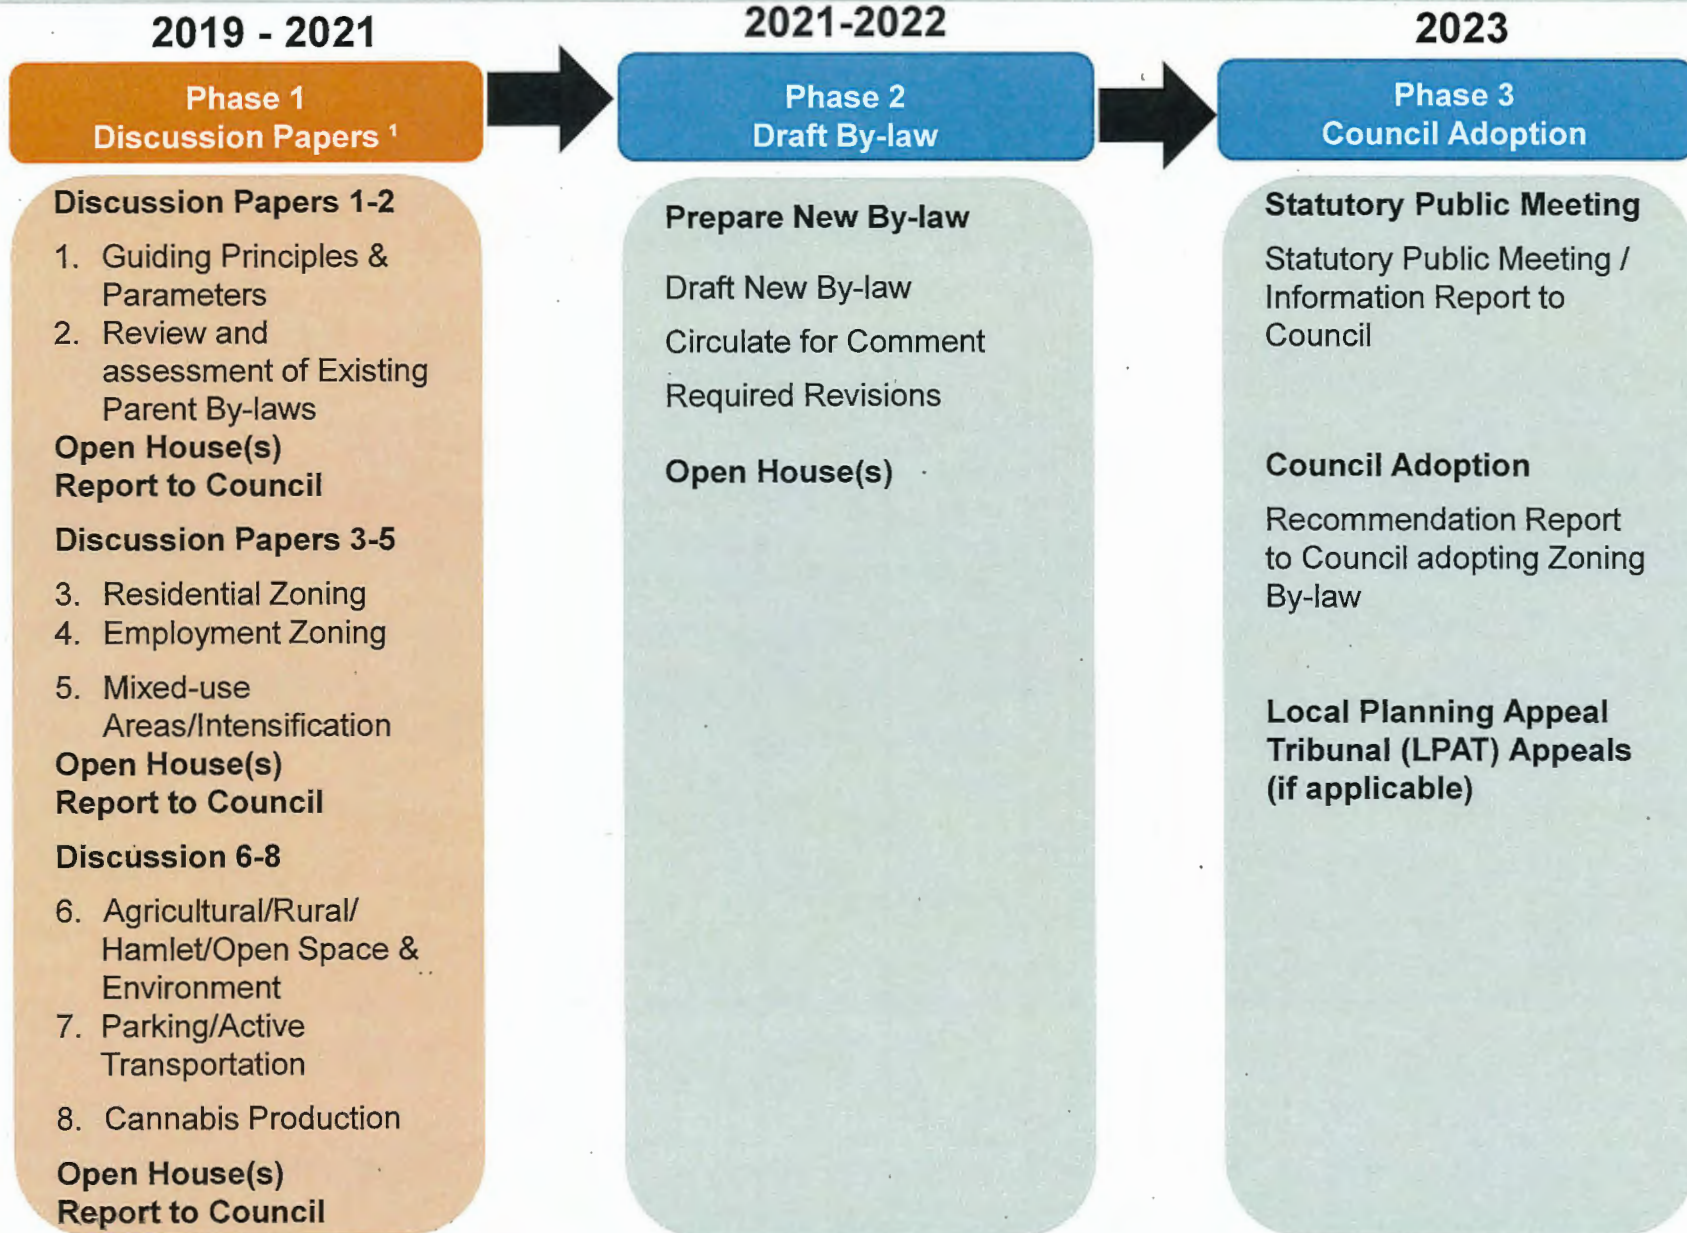 2019 - 2021
Phase 1
Discussion Papers ¹
Discussion Papers 1-2
1. Guiding Principles &
Parameters
2. Review and
assessment of Existing
Parent By-laws
Open House(s)
Report to Council
Discussion Papers 3-5
3. Residential Zoning
4. Employment Zoning
5. Mixed-use
Areas/Intensification
Open House(s)
Report to Council
Discussion 6-8
6. Agricultural/Rural/
Hamlet/Open Space &
Environment
7. Parking/Active
Transportation
8. Cannabis Production
Open House(s)
Report to Council
2021-2022
Phase 2
Draft By-law
Prepare New By-law
Draft New By-law
Circulate for Comment
Required Revisions
Open House(s)
2023
Phase 3
Council Adoption
Statutory Public Meeting
Statutory Public Meeting /
Information Report to
Council
Council Adoption
Recommendation Report
to Council adopting Zoning
By-law
Local Planning Appeal
Tribunal (LPAT) Appeals
(if applicable)